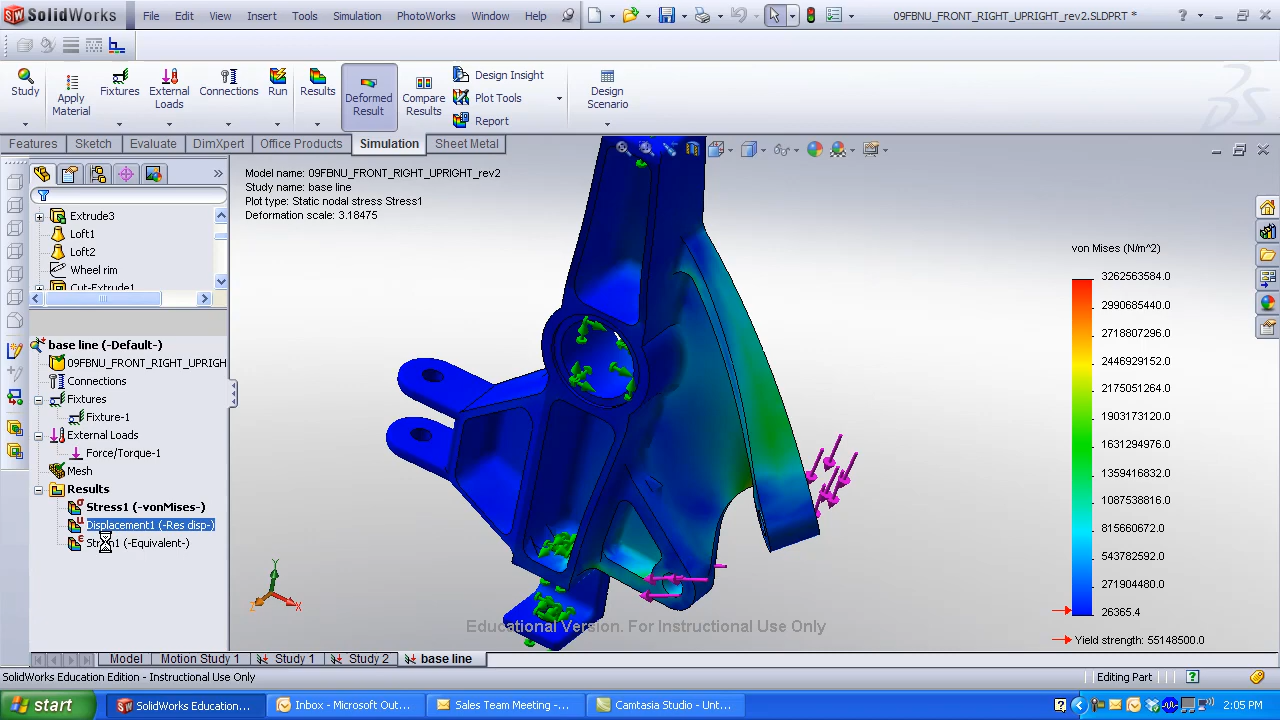 SolidWorks
File Edit View Insert Tools Simulation PhotoWorks Window Help
09FBNU_FRONT_RIGHT_UPRIGHT_rev2.SLDPRT *
Study
Apply Material
Fixtures
External Loads
Connections
Run
Results
Deformed Result
Compare Results
Design Insight
Plot Tools
Report
Design Scenario
Features Sketch Evaluate DimXpert Office Products Simulation Sheet Metal
Extrude3
Loft1
Loft2
Wheel rim
Cut-Extrude1
base line (-Default-)
09FBNU_FRONT_RIGHT_UPRIGH
Connections
Fixtures
Fixture-1
External Loads
Force/Torque-1
Mesh
Results
Stress1 (-vonMises-)
Displacement1 (-Res disp-)
(-Equivalent-)
Model name: 09FBNU_FRONT_RIGHT_UPRIGHT_rev2
Study name: base line
Plot type: Static nodal stress Stress1
Deformation scale: 3.18475
von Mises (N/m^2)
3262563584.0
2990685440.0
2718807296.0
2446929152.0
2175051264.0
1903173120.0
1631294976.0
1359416832.0
1087538816.0
815660672.0
543782592.0
271904480.0
26365.4
Yield strength: 55148500.0
Y
Z
X
Educational Version. For Instructional Use Only
Model Motion Study 1 Study 1 Study 2 base line
SolidWorks Education Edition - Instructional Use Only
Editing Part
start
SolidWorks Education...
Inbox - Microsoft Out...
Sales Team Meeting -...
Camtasia Studio - Unt...
2:05 PM